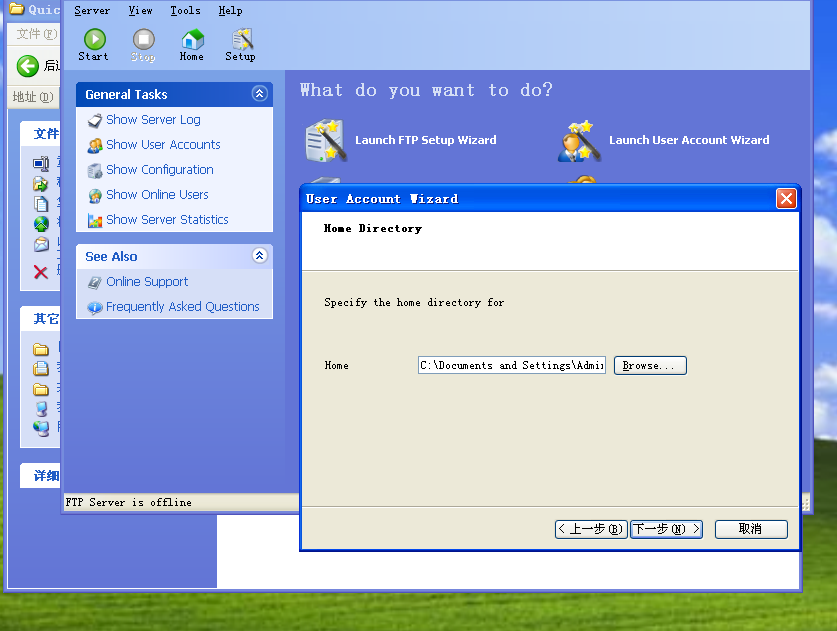 Quic
Server View Tools Help
文件(F)
Start Stop Home Setup
后退
地址(D)
General Tasks
Show Server Log
Show User Accounts
Show Configuration
Show Online Users
Show Server Statistics
See Also
Online Support
Frequently Asked Questions
文件
其它
详细
What do you want to do?
Launch FTP Setup Wizard
Launch User Account Wizard
User Account Wizard
Home Directory
Specify the home directory for
Home C:\Documents and Settings\Admi Browse...
< 上一步(B) 下一步(N) > 取消
FTP Server is offline